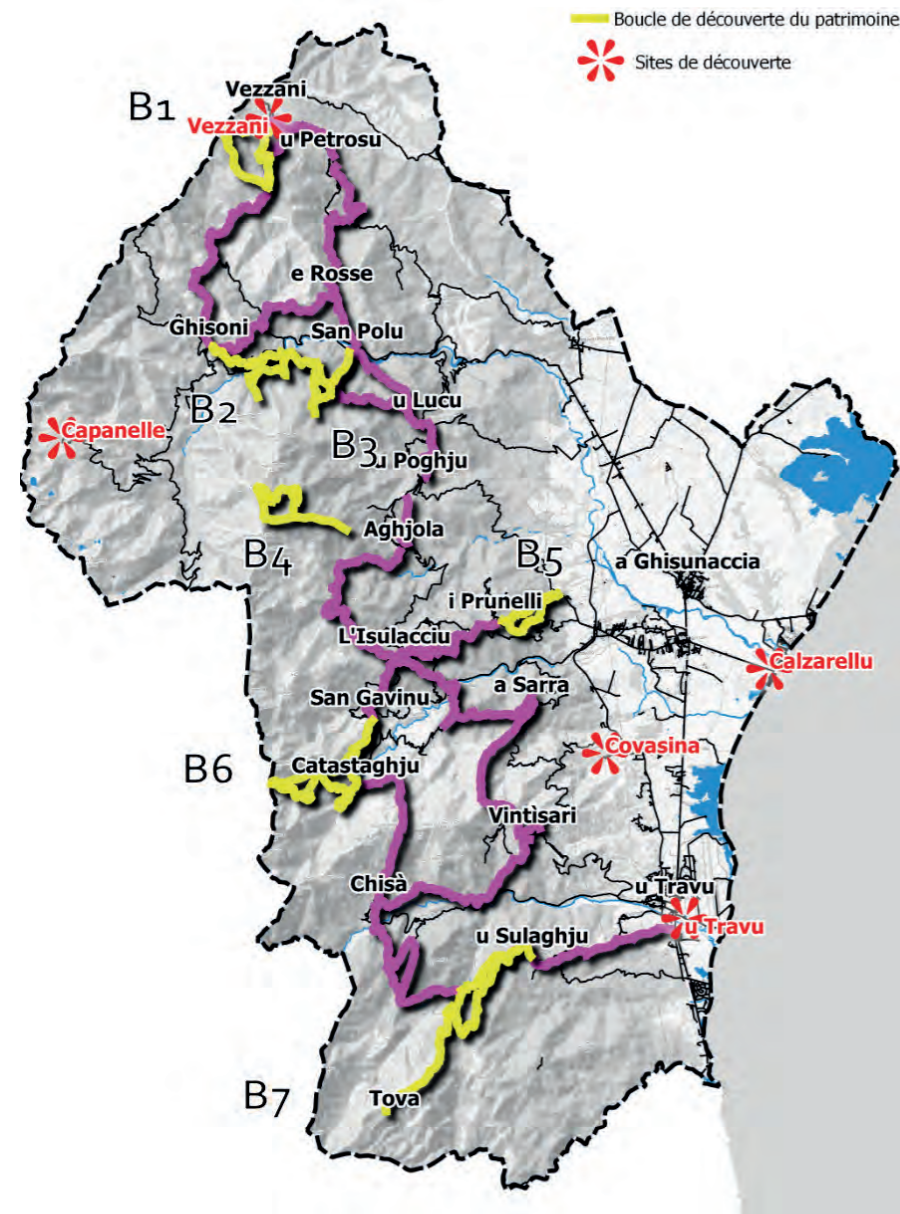 Boucle de découverte du patrimoine
Sites de découverte
Vezzani
B1
Vezzani
u Petrosu
e Rosse
Ghisoni
San Polu
B2
u Lucu
Capanelle
B3
u Poghju
Aghjola
B4
B5
a Ghisunaccia
i Prunelli
L'Isulacciu
Calzarellu
San Gavinu
a Sarra
Covasina
B6
Catastaghju
Vintìsari
Chisà
u Travu
u Travu
u Sulaghju
B7
Tova